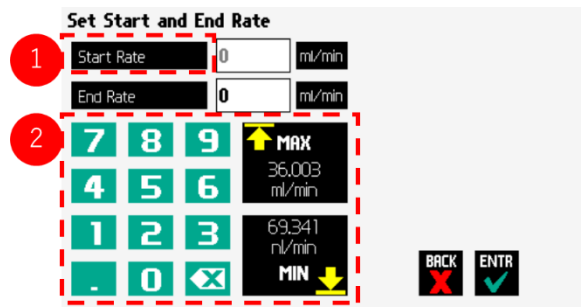 Set Start and End Rate
1
Start Rate 0 ml/min
End Rate 0 ml/min
2
7 8 9 MAX
36.003
ml/min
4 5 6
1 2 3 69.341
nl/min
. 0 MIN
BACK ENTR